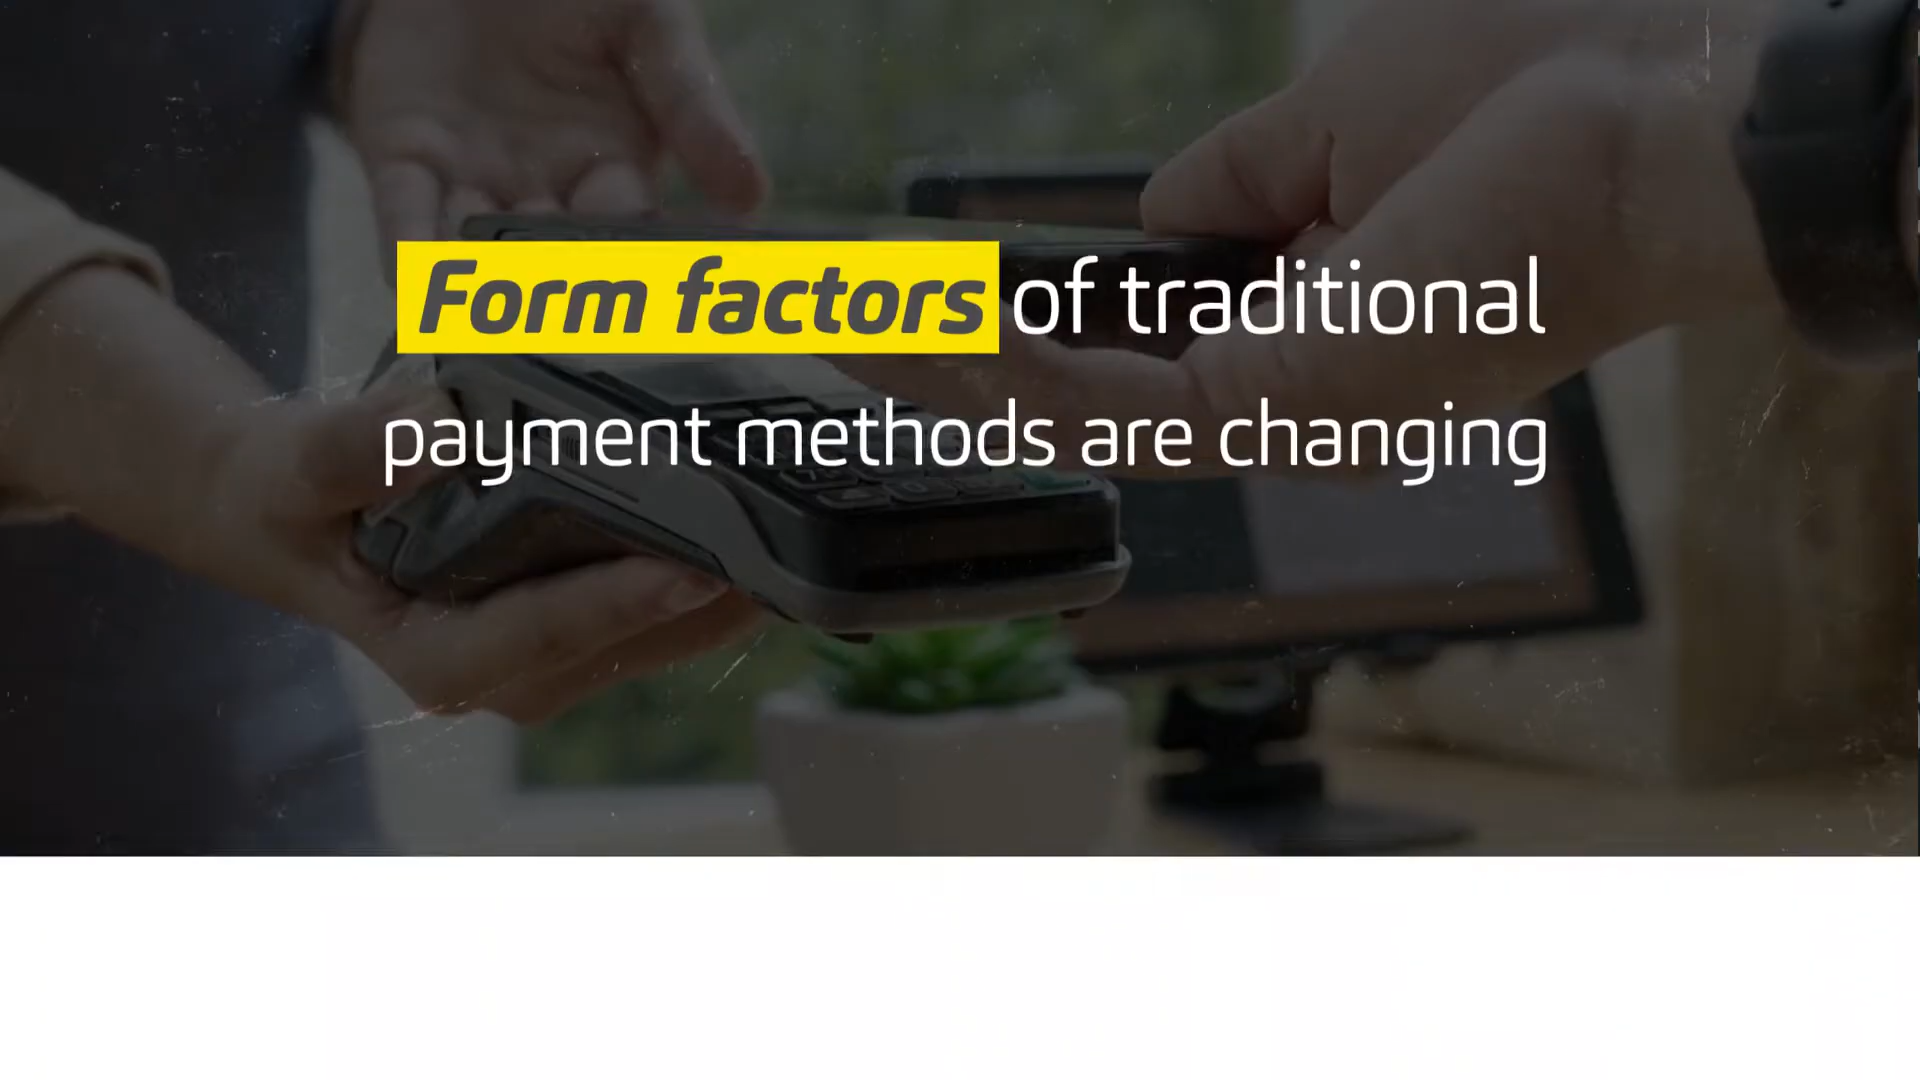 Form factors of traditional
payment methods are changing